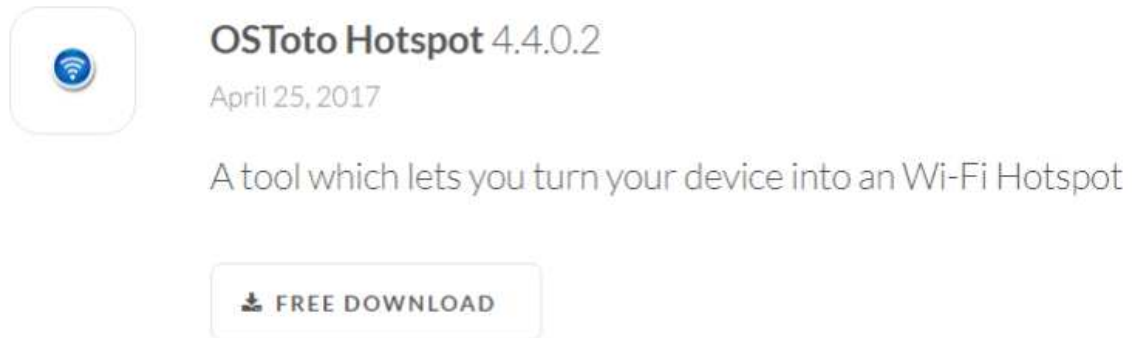 OSToto Hotspot 4.4.0.2
April 25, 2017
A tool which lets you turn your device into an Wi-Fi Hotspot
FREE DOWNLOAD